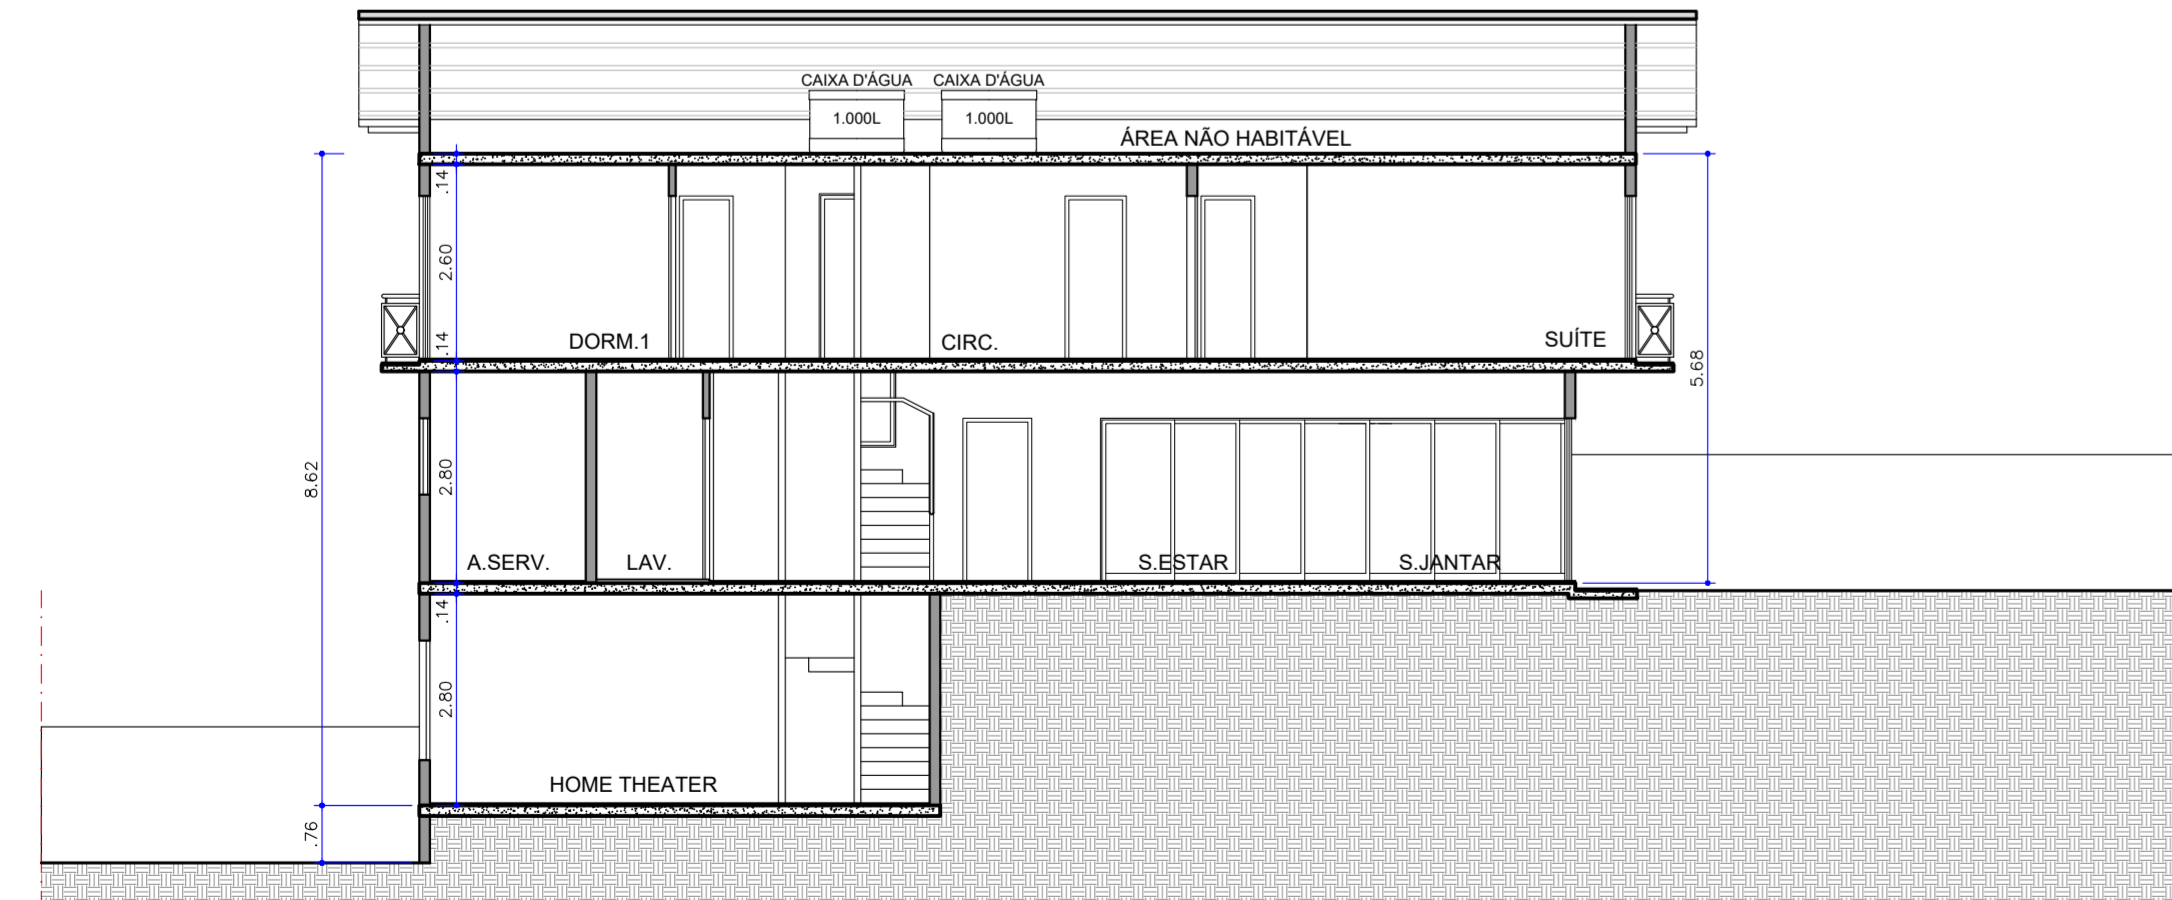 CAIXA D'ÁGUA CAIXA D'ÁGUA
1.000L 1.000L
ÁREA NÃO HABITÁVEL
.14
2.60
.14
DORM.1 CIRC. SUÍTE
5.68
8.62
2.80
A.SERV. LAV. S.ESTAR S.JANTAR
.14
2.80
HOME THEATER
.76